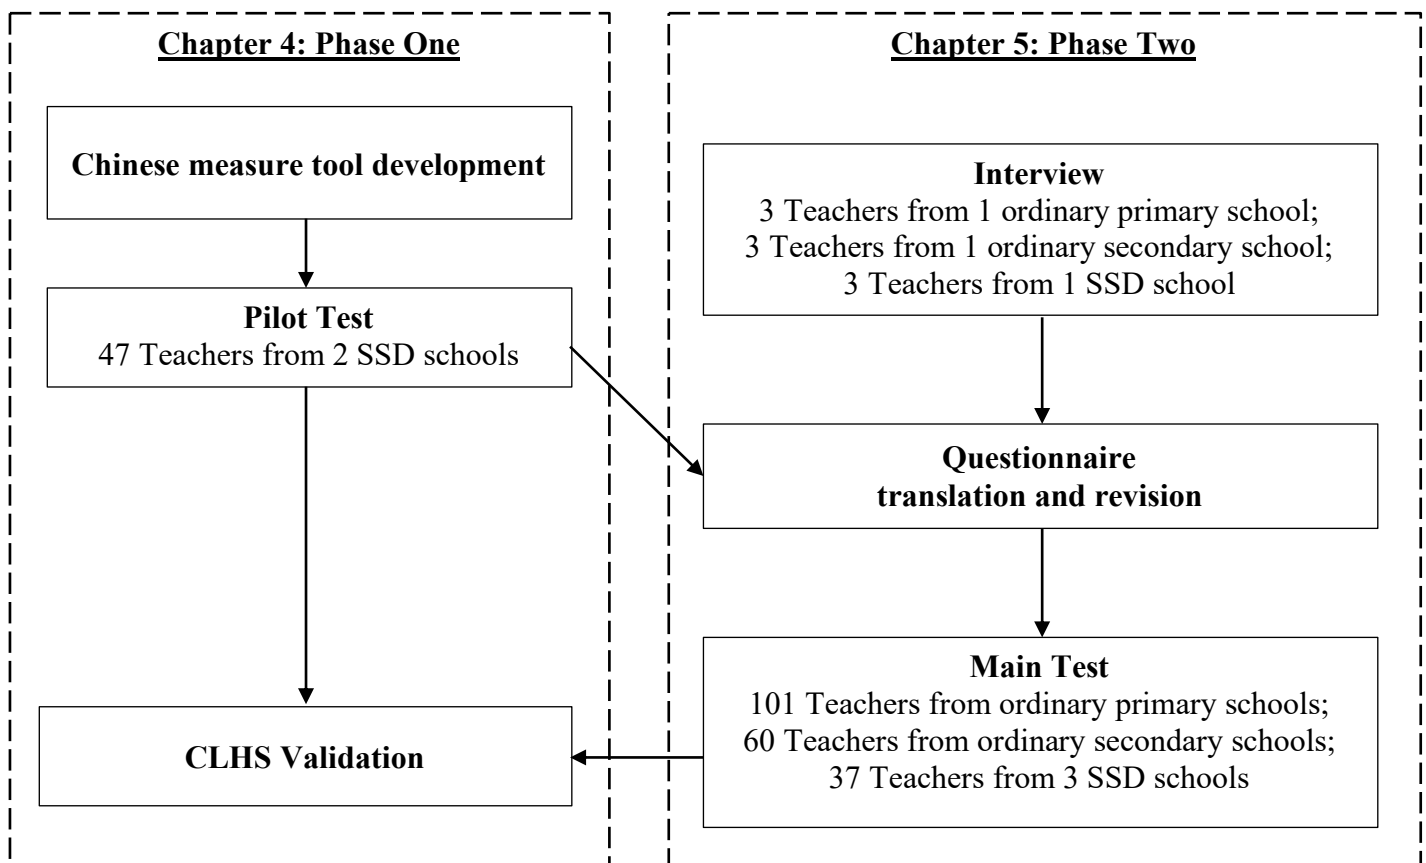 Chapter 4: Phase One
Chinese measure tool development
Pilot Test
47 Teachers from 2 SSD schools
CLHS Validation
Chapter 5: Phase Two
Interview
3 Teachers from 1 ordinary primary school;
3 Teachers from 1 ordinary secondary school;
3 Teachers from 1 SSD school
Questionnaire
translation and revision
Main Test
101 Teachers from ordinary primary schools;
60 Teachers from ordinary secondary schools;
37 Teachers from 3 SSD schools